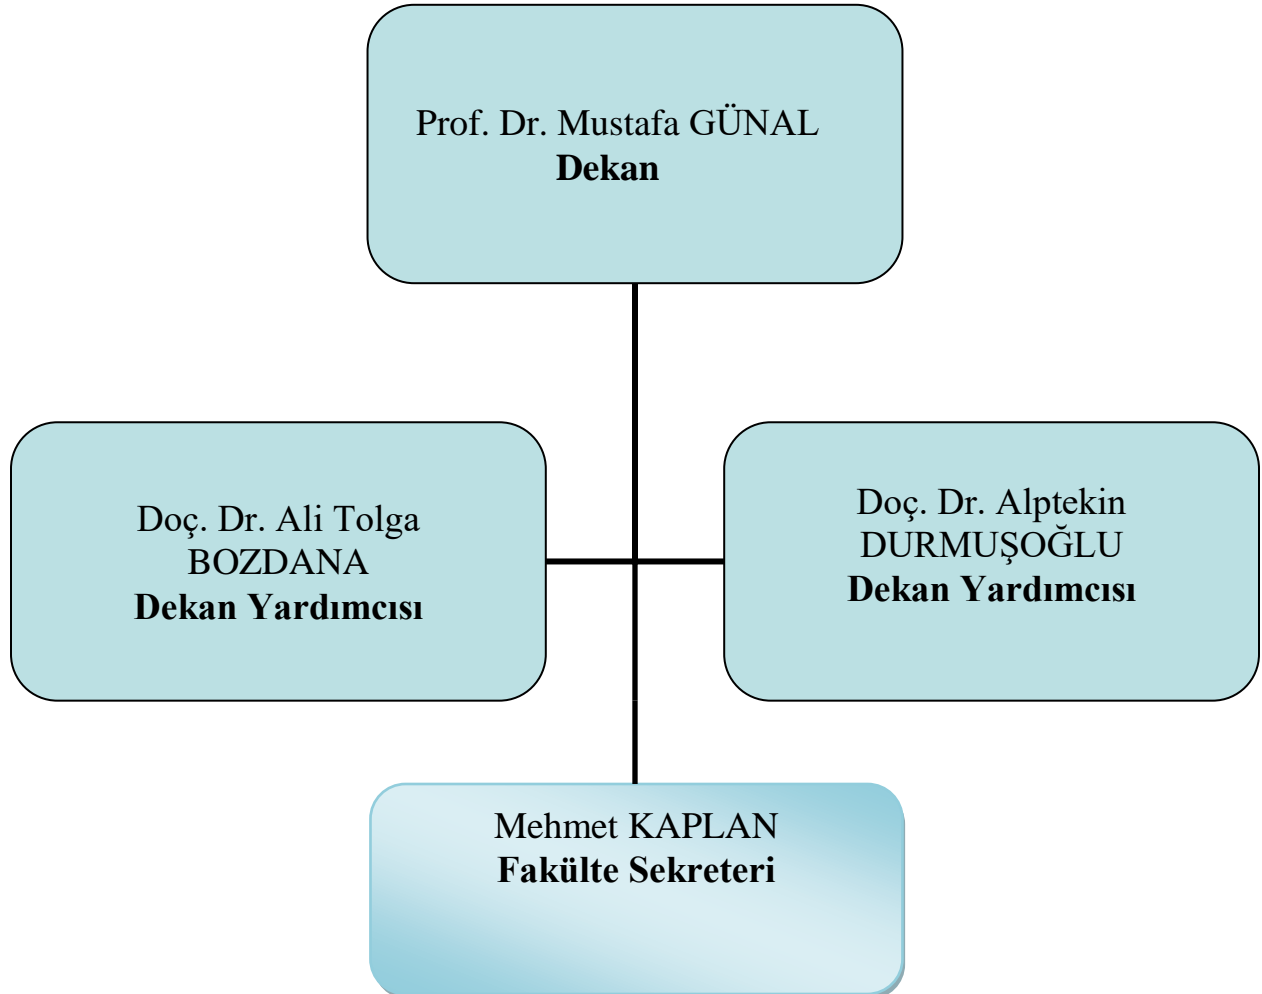 Prof. Dr. Mustafa GÜNAL
Dekan
Doç. Dr. Ali Tolga
BOZDANA
Dekan Yardımcısı
Doç. Dr. Alptekin
DURMUŞOĞLU
Dekan Yardımcısı
Mehmet KAPLAN
Fakülte Sekreteri